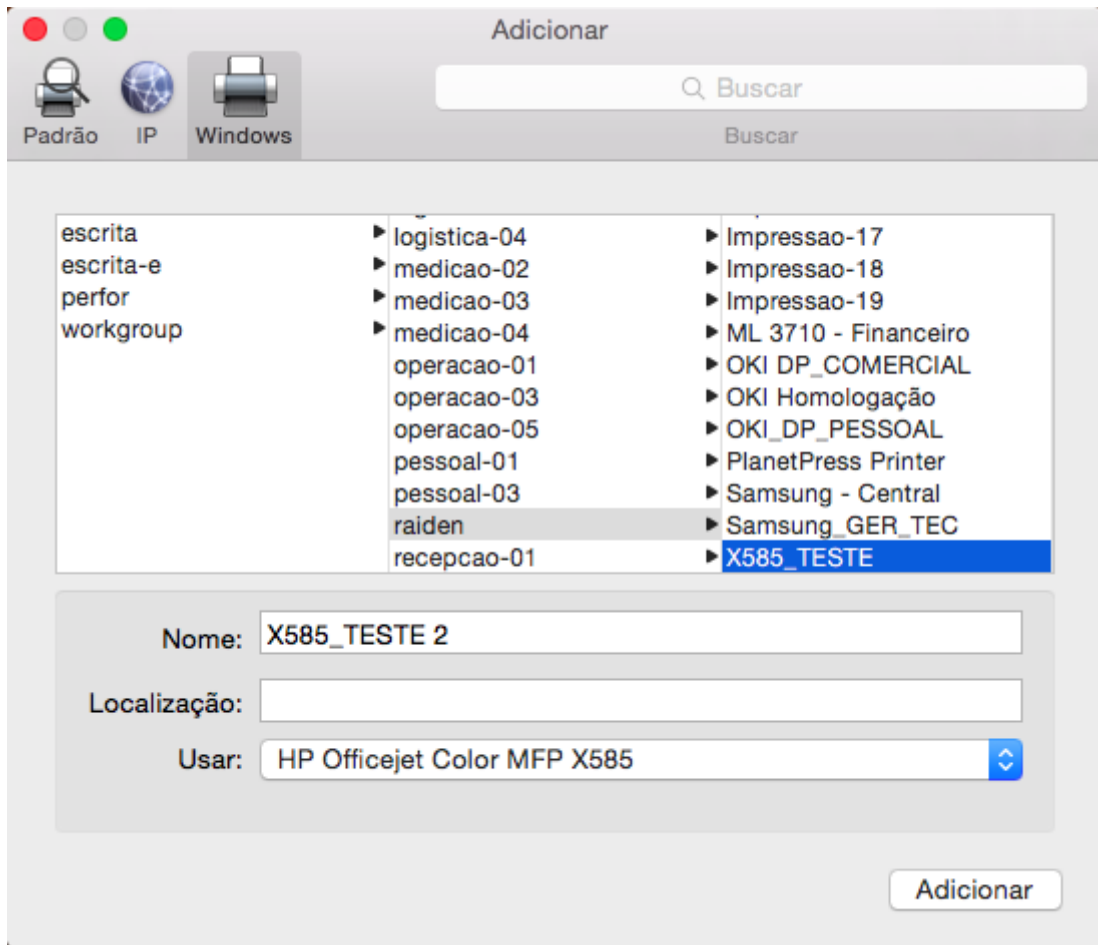 Adicionar
Padrão
IP
Windows
Buscar
Buscar
escrita
escrita-e
perfor
workgroup
logistica-04
medicao-02
medicao-03
medicao-04
operacao-01
operacao-03
operacao-05
pessoal-01
pessoal-03
raiden
recepcao-01
Impressao-17
Impressao-18
Impressao-19
ML 3710 - Financeiro
OKI DP_COMERCIAL
OKI Homologação
OKI_DP_PESSOAL
PlanetPress Printer
Samsung - Central
Samsung_GER_TEC
X585_TESTE
Nome: X585_TESTE 2
Localização:
Usar: HP Officejet Color MFP X585
Adicionar